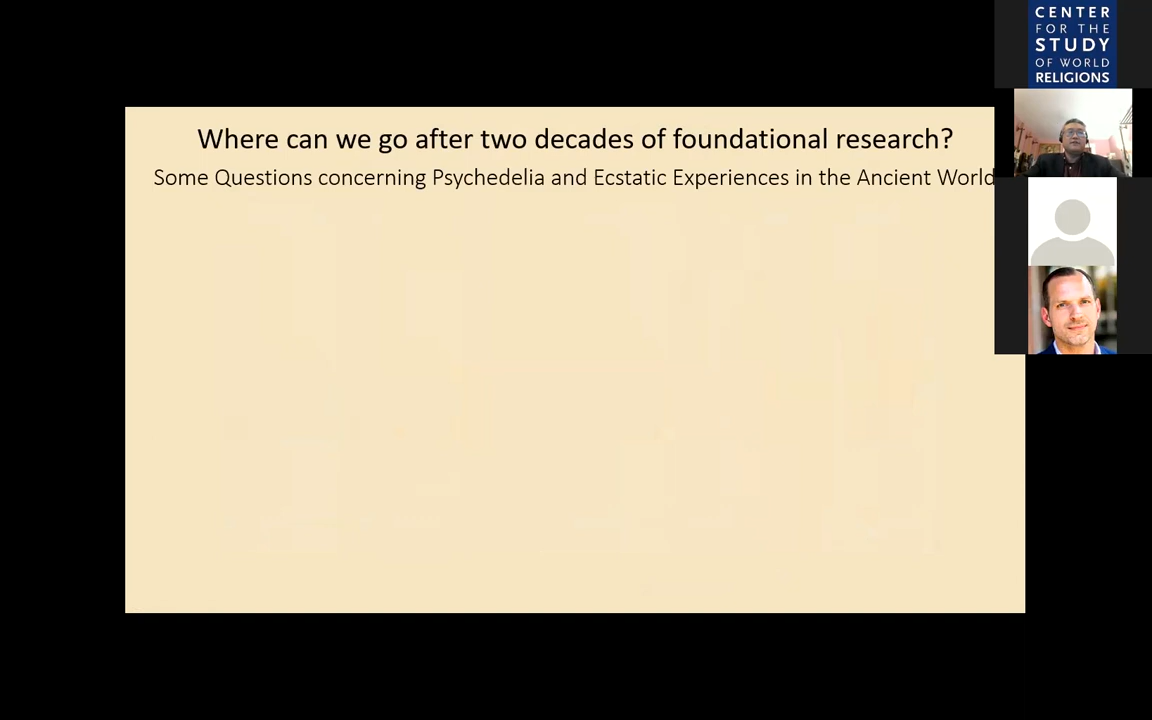 CENTER
FOR THE
STUDY
OF WORLD
RELIGIONS
Where can we go after two decades of foundational research?
Some Questions concerning Psychedelia and Ecstatic Experiences in the Ancient World